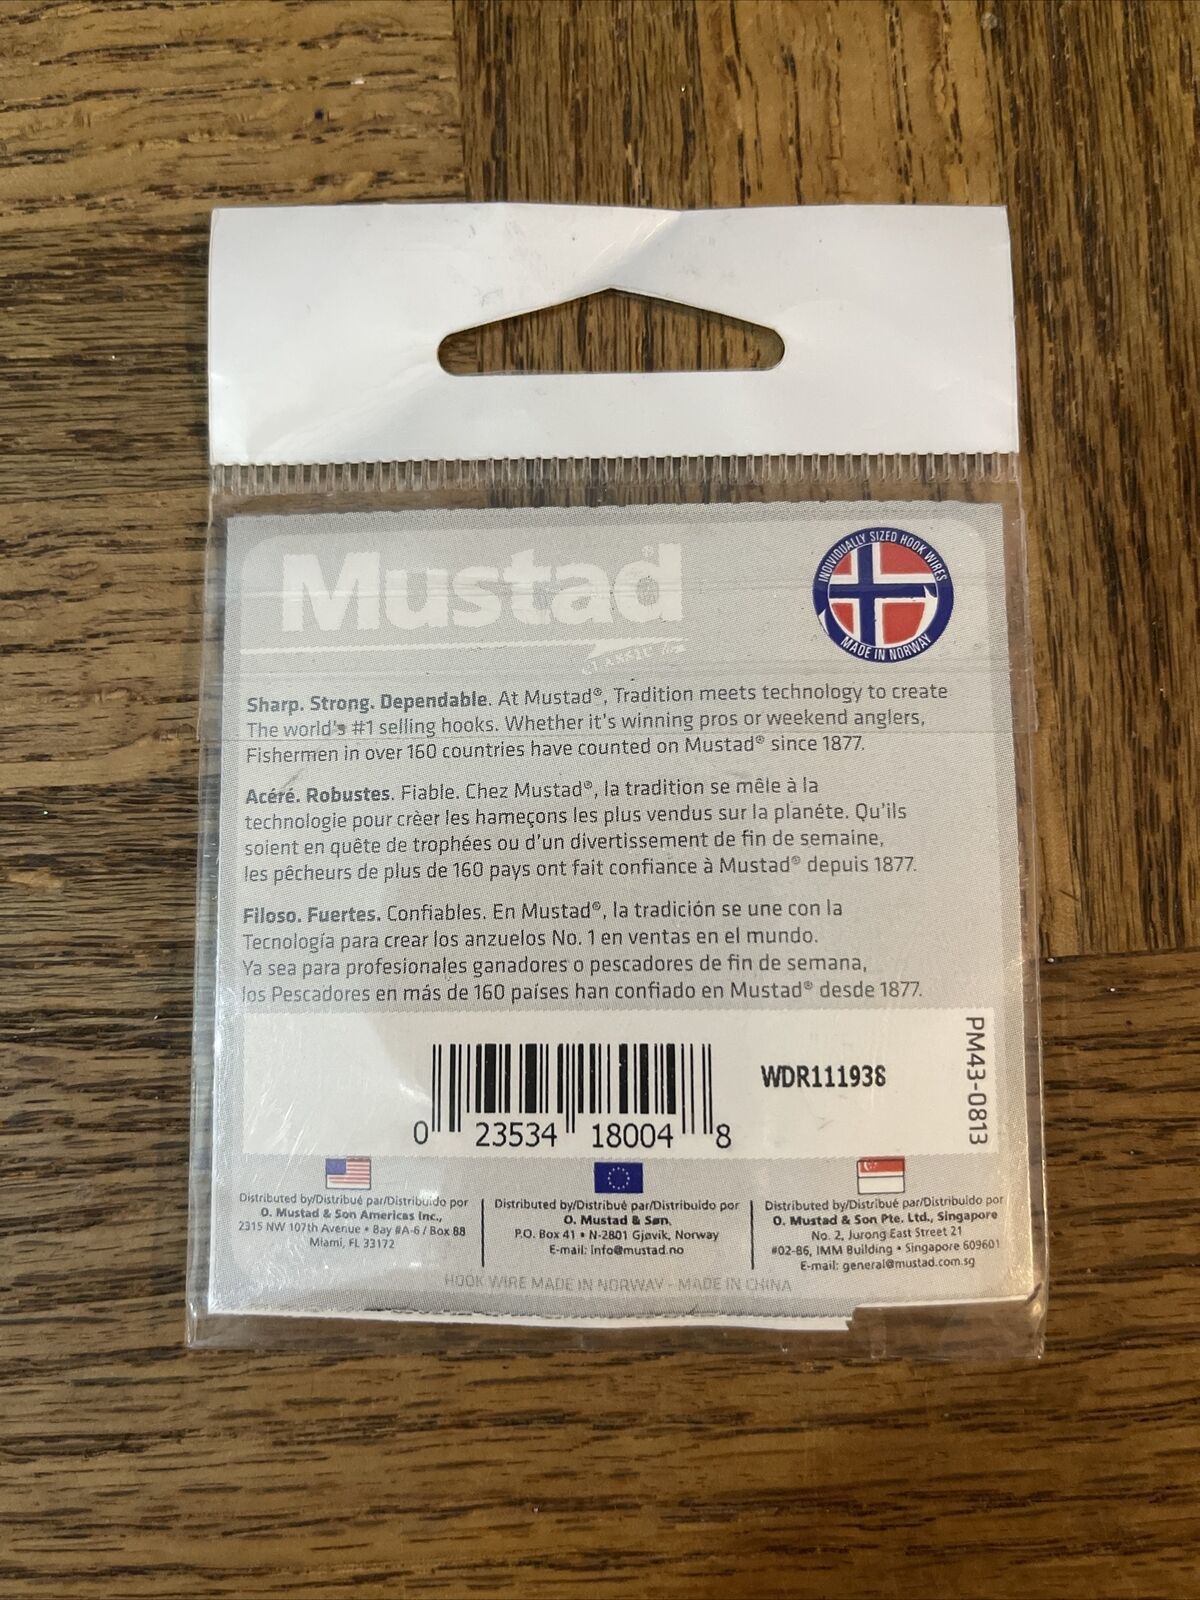 Mustad®
INDIVIDUALLY SIZED HOOK WIRES
MADE IN NORWAY
Sharp. Strong. Dependable. At Mustad®, Tradition meets technology to create
The world's #1 selling hooks. Whether it's winning pros or weekend anglers,
Fishermen in over 160 countries have counted on Mustad® since 1877.
Acéré. Robustes. Fiable. Chez Mustad®, la tradition se mêle à la
technologie pour crèer les hameçons les plus vendus sur la planéte. Qu'ils
soient en quête de trophées ou d'un divertissement de fin de semaine,
les pêcheurs de plus de 160 pays ont fait confiance à Mustad® depuis 1877.
Filoso. Fuertes. Confiables. En Mustad®, la tradición se une con la
Tecnología para crear los anzuelos No. 1 en ventas en el mundo.
Ya sea para profesionales ganadores o pescadores de fin de semana,
los Pescadores en más de 160 países han confiado en Mustad® desde 1877.
0 23534 18004 8
WDR111938
PM43-0813
Distributed by/Distribué par/Distribuido por
O. Mustad & Son Americas Inc.,
2315 NW 107th Avenue • Bay #A-6 / Box 88
Miami, FL 33172
Distributed by/Distribué par/Distribuido por
O. Mustad & Søn,
P.O. Box 41 • N-2801 Gjøvik, Norway
E-mail: info@mustad.no
Distributed by/Distribué par/Distribuido por
O. Mustad & Son Pte. Ltd., Singapore
No. 2, Jurong East Street 21
#02-86, IMM Building • Singapore 609601
E-mail: general@mustad.com.sg
HOOK WIRE MADE IN NORWAY - MADE IN CHINA